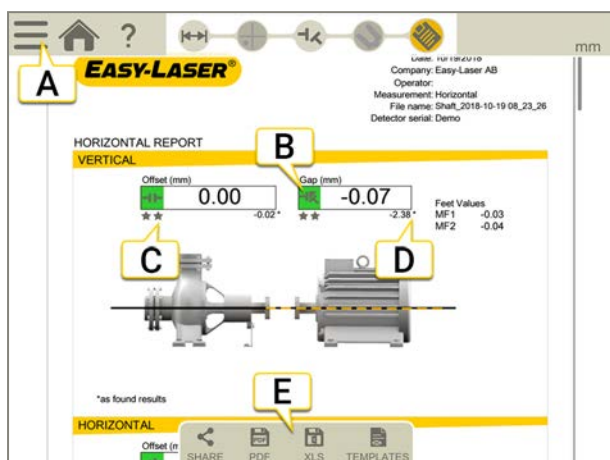 ?
mm
A
EASY-LASER®
Date: 10/19/2018
Company: Easy-Laser AB
Operator:
Measurement: Horizontal
File name: Shaft_2018-10-19 08_23_26
Detector serial: Demo
HORIZONTAL REPORT
B
VERTICAL
Offset (mm)
Gap (mm)
0.00
-0.07
-0.02 *
-2.38 *
Feet Values
MF1 -0.03
MF2 -0.04
C
D
*as found results
E
HORIZONTAL
Offset (m
SHARE
PDF
XLS
TEMPLATES